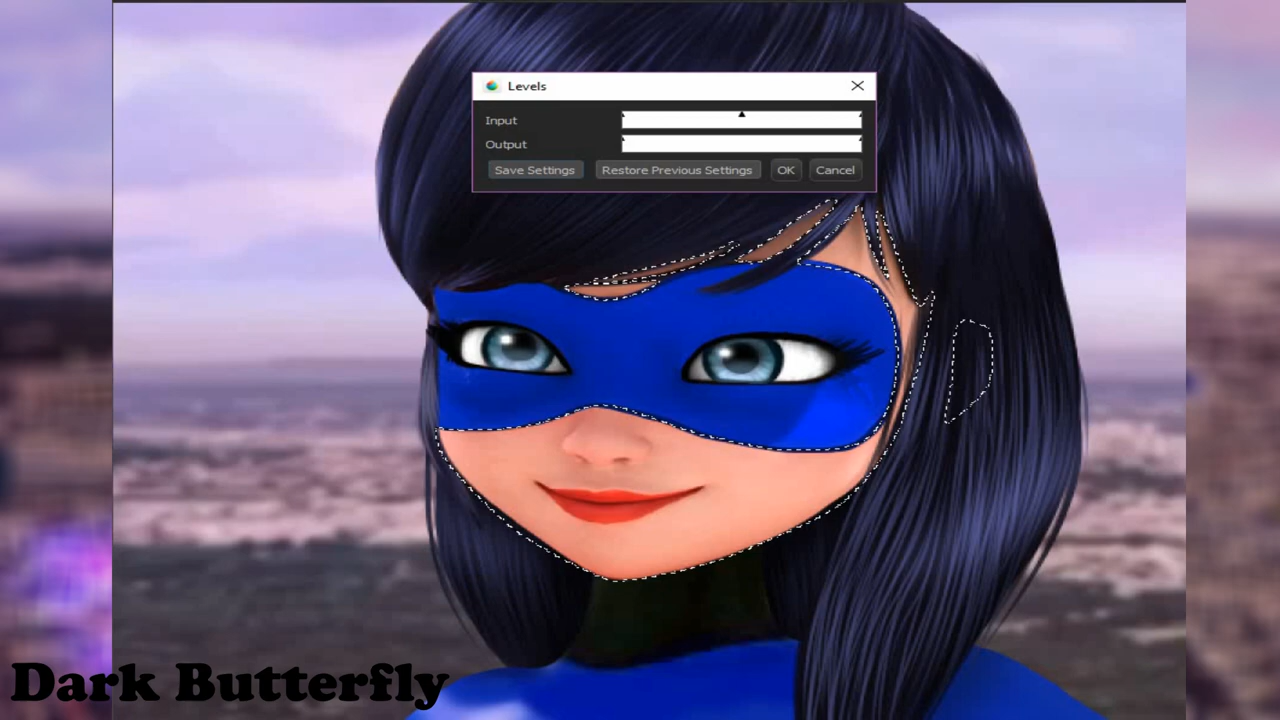 Levels
Input
Output
Save Settings
Restore Previous Settings
OK
Cancel
Dark Butterfly